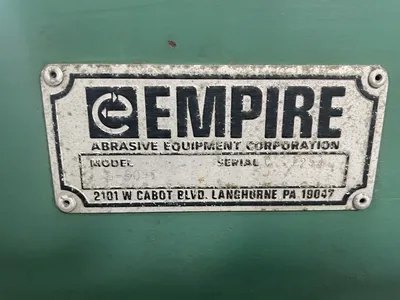 EMPIRE
ABRASIVE EQUIPMENT CORPORATION
MODEL SERIAL
2101 W CABOT BLVD. LANGHORNE PA 19047